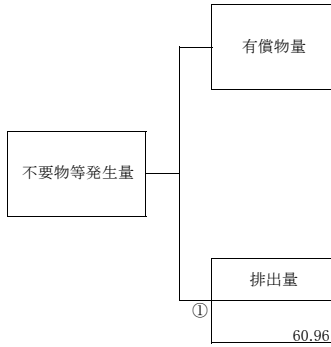 有償物量
不要物等発生量
排出量
①
60.96